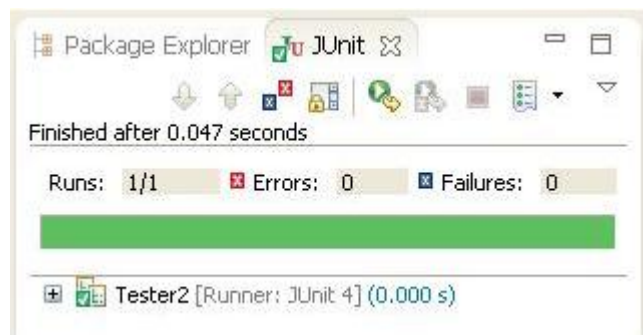 Package Explorer JUnit
Finished after 0.047 seconds
Runs: 1/1 Errors: 0 Failures: 0
Tester2 [Runner: JUnit 4] (0.000 s)